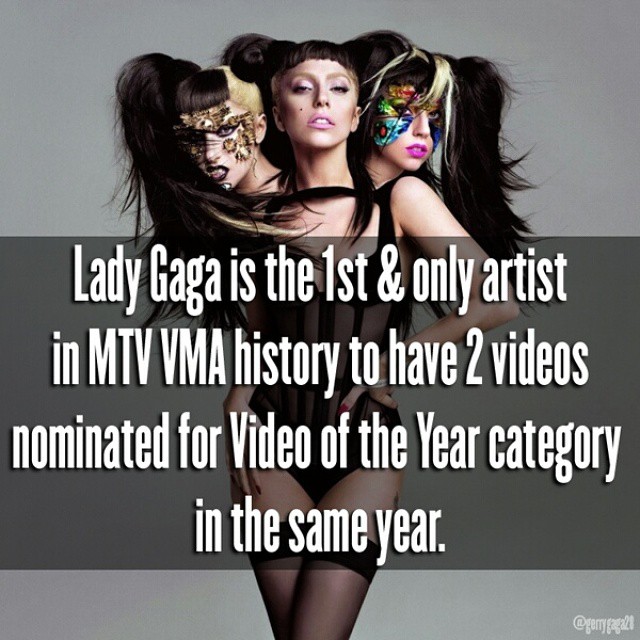 Lady Gaga is the 1st & only artist
in MTV VMA history to have 2 videos
nominated for Video of the Year category
in the same year.
@gerrygaga20